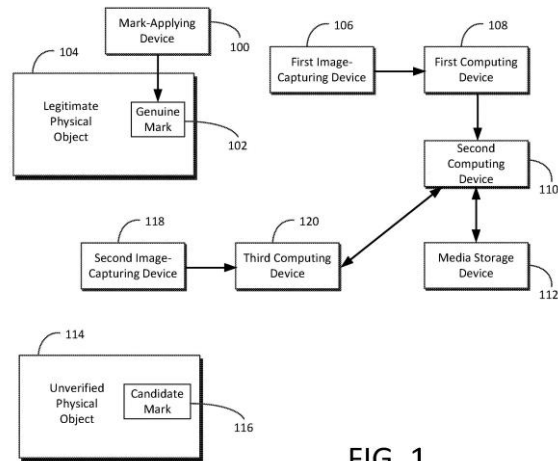 Mark-Applying
Device
100
104
Legitimate
Physical
Object
Genuine
Mark
102
106
First Image-
Capturing Device
108
First Computing
Device
Second
Computing
Device
110
118
Second Image-
Capturing Device
120
Third Computing
Device
Media Storage
Device
112
114
Unverified
Physical
Object
Candidate
Mark
116
FIG. 1